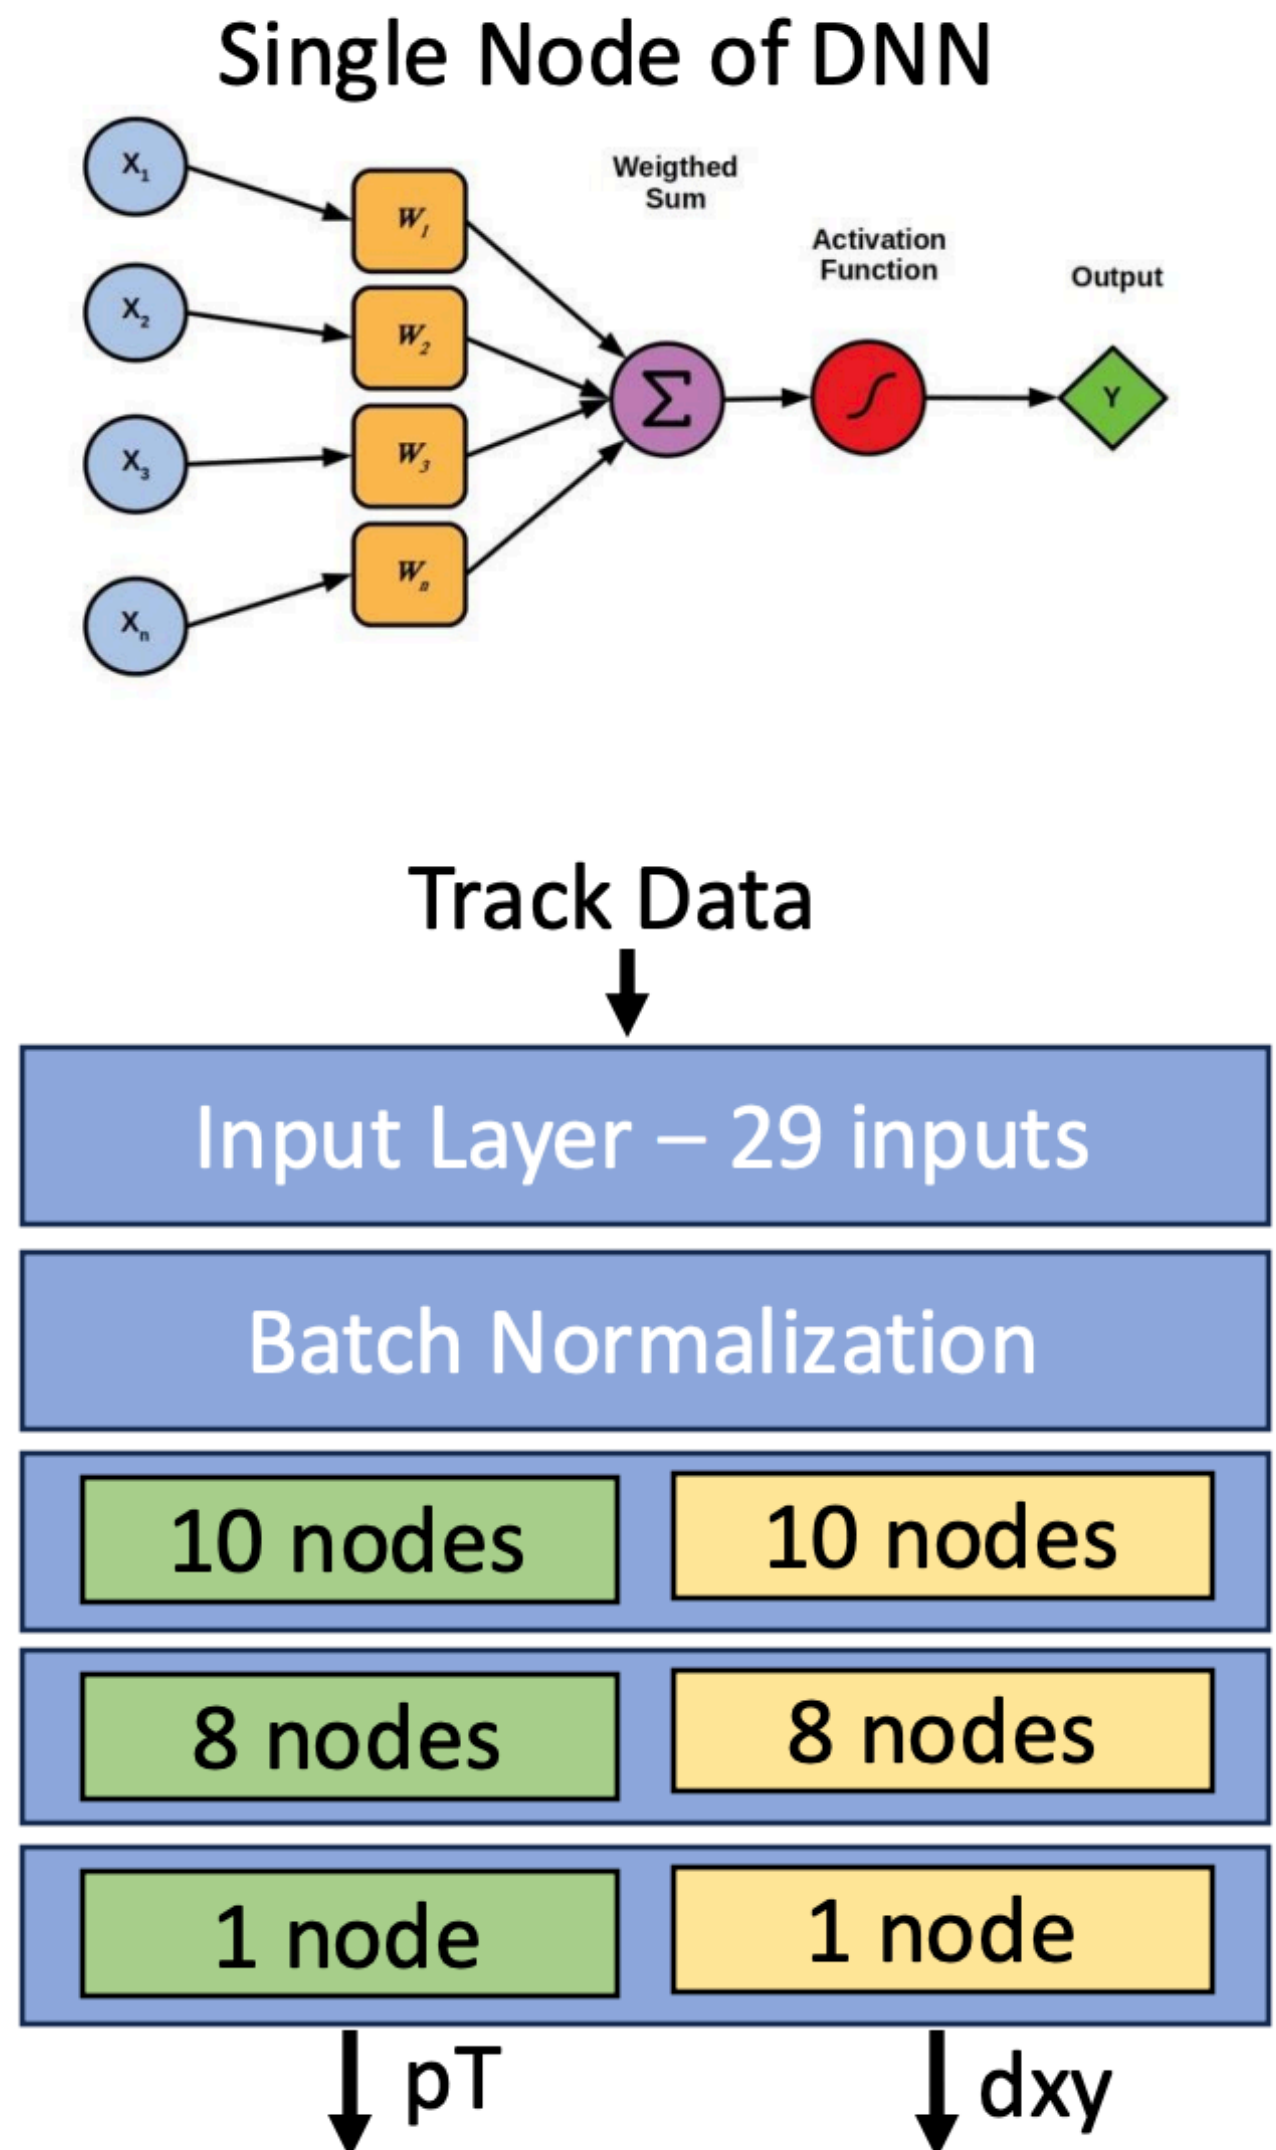 Single Node of DNN
X1
W1
Weigthed
Sum
Activation
Function
Output
X2
W2
Σ
Y
X3
W3
Xn
Wn
Track Data
Input Layer – 29 inputs
Batch Normalization
10 nodes
10 nodes
8 nodes
8 nodes
1 node
1 node
pT
dxy